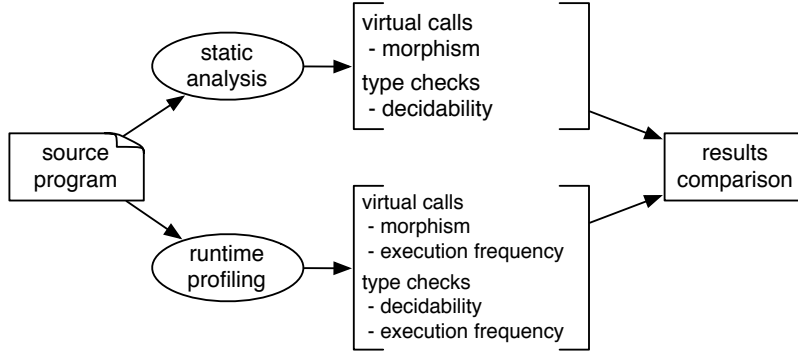 source
program
static
analysis
virtual calls
- morphism
type checks
- decidability
runtime
profiling
virtual calls
- morphism
- execution frequency
type checks
- decidability
- execution frequency
results
comparison